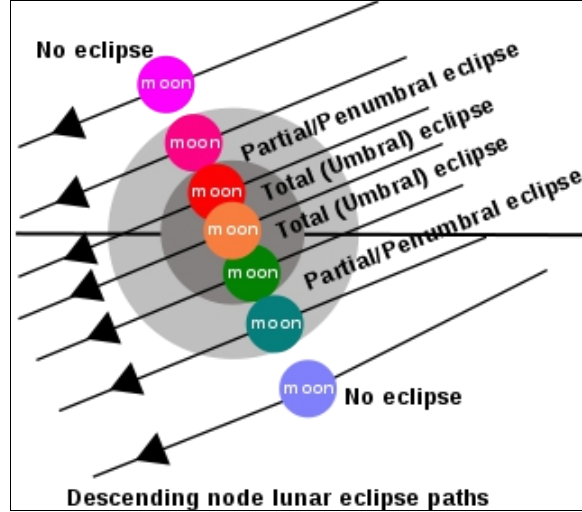 No eclipse
moon
Partial/Penumbral eclipse
moon
Total (Umbral) eclipse
moon
Total (Umbral) eclipse
moon
Partial/Penumbral eclipse
moon
moon
moon
No eclipse
Descending node lunar eclipse paths